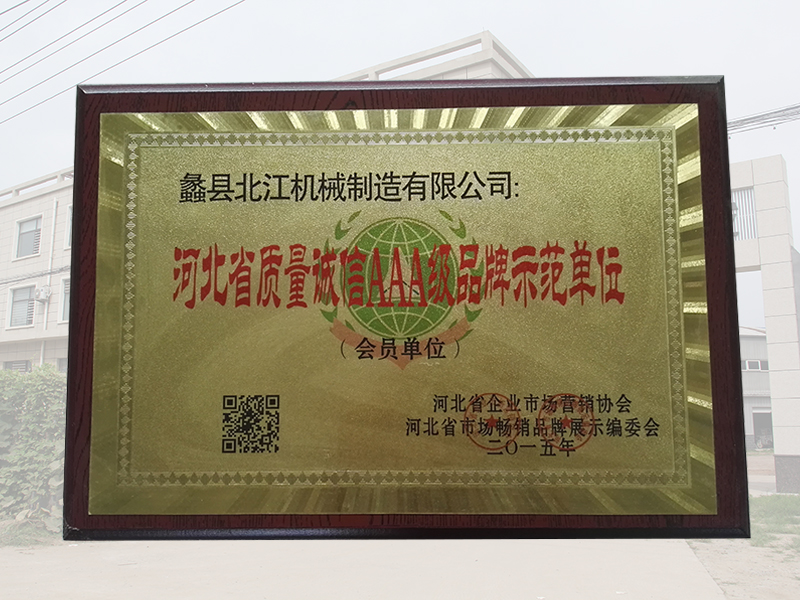 蠡县北江机械制造有限公司:
河北省质量诚信AAA级品牌示范单位
（会员单位）
河北省企业市场营销协会
河北省市场畅销品牌展示编委会
二〇一五年